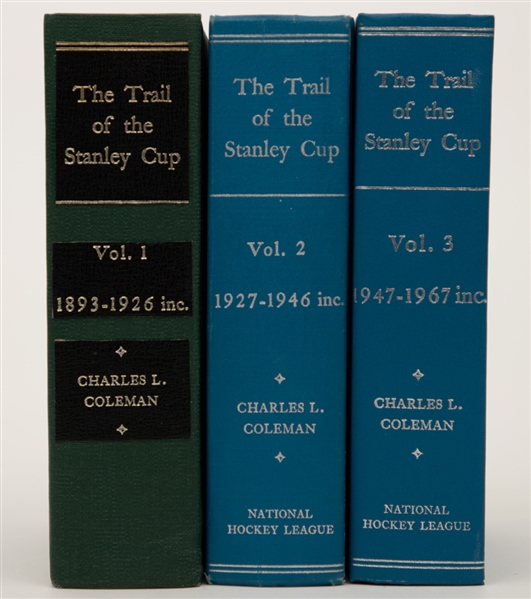 The Trail
of the
Stanley Cup
Vol. 1
1893-1926 inc.
CHARLES L.
COLEMAN
The Trail
of the
Stanley Cup
Vol. 2
1927-1946 inc.
CHARLES L.
COLEMAN
NATIONAL
HOCKEY LEAGUE
The Trail
of the
Stanley Cup
Vol. 3
1947-1967 inc.
CHARLES L.
COLEMAN
NATIONAL
HOCKEY LEAGUE